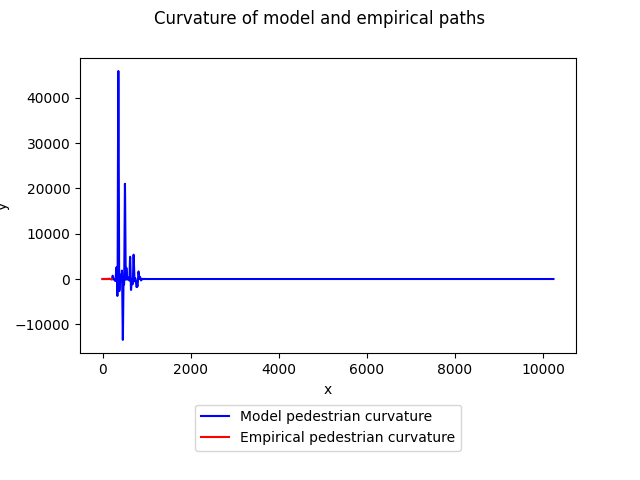 Curvature of model and empirical paths
40000
30000
20000
10000
0
−10000
y
0 2000 4000 6000 8000 10000
x
Model pedestrian curvature
Empirical pedestrian curvature